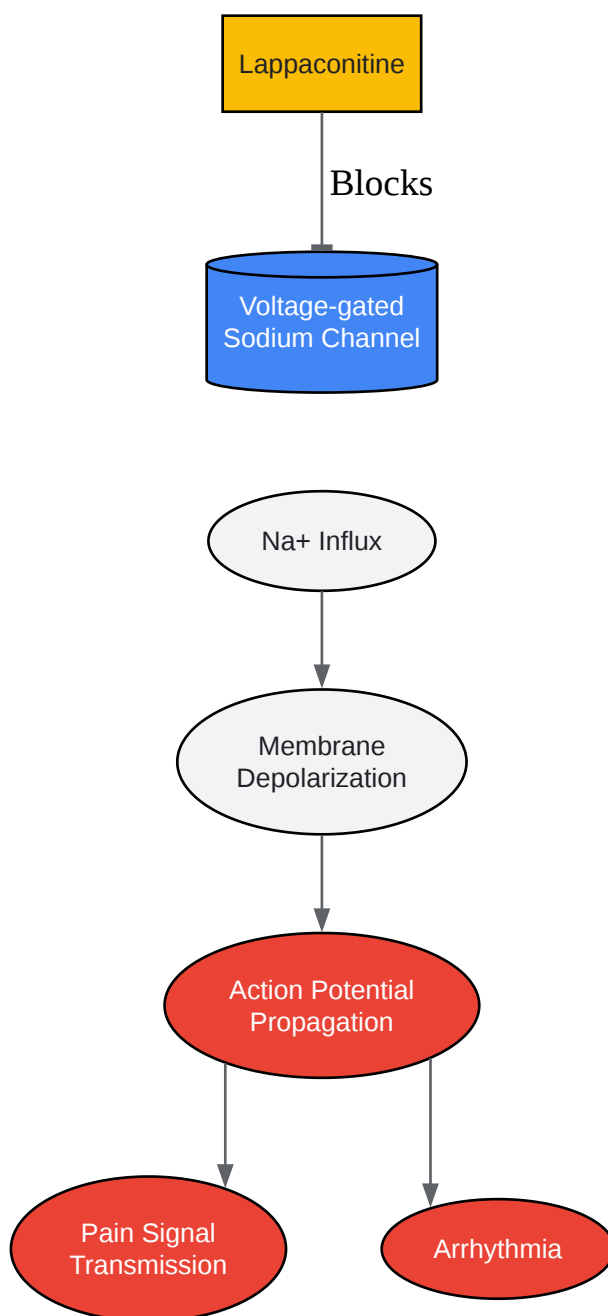 Lappaconitine
Blocks
Voltage-gated
Sodium Channel
Na+ Influx
Membrane
Depolarization
Action Potential
Propagation
Pain Signal
Transmission
Arrhythmia